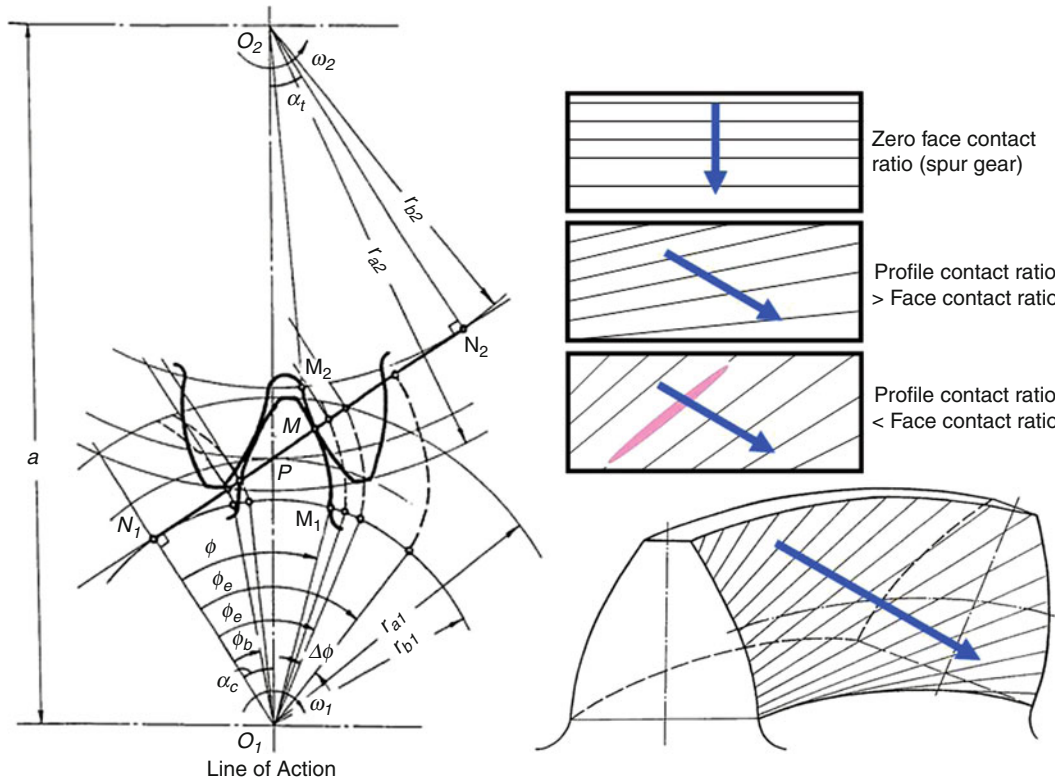 O2
ω2
αt
rb2
ra2
N2
M2
M
a
P
N1
M1
ϕ
ϕe
ϕe
ϕb
Δϕ
αc
ra1
rb1
ω1
O1
Line of Action
Zero face contact
ratio (spur gear)
Profile contact ratio
> Face contact ratio
Profile contact ratio
< Face contact ratio